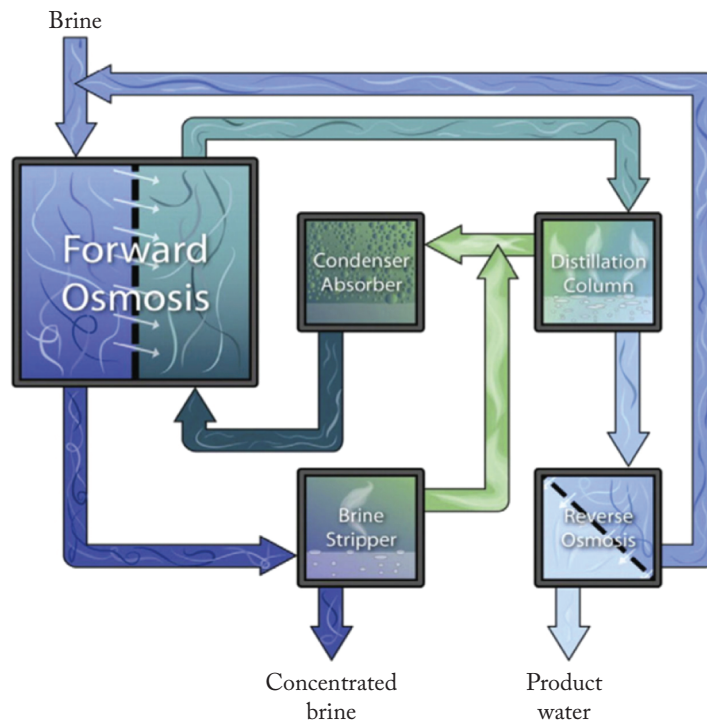 Brine
Forward
Osmosis
Condenser
Absorber
Distillation
Column
Brine
Stripper
Reverse
Osmosis
Concentrated
brine
Product
water